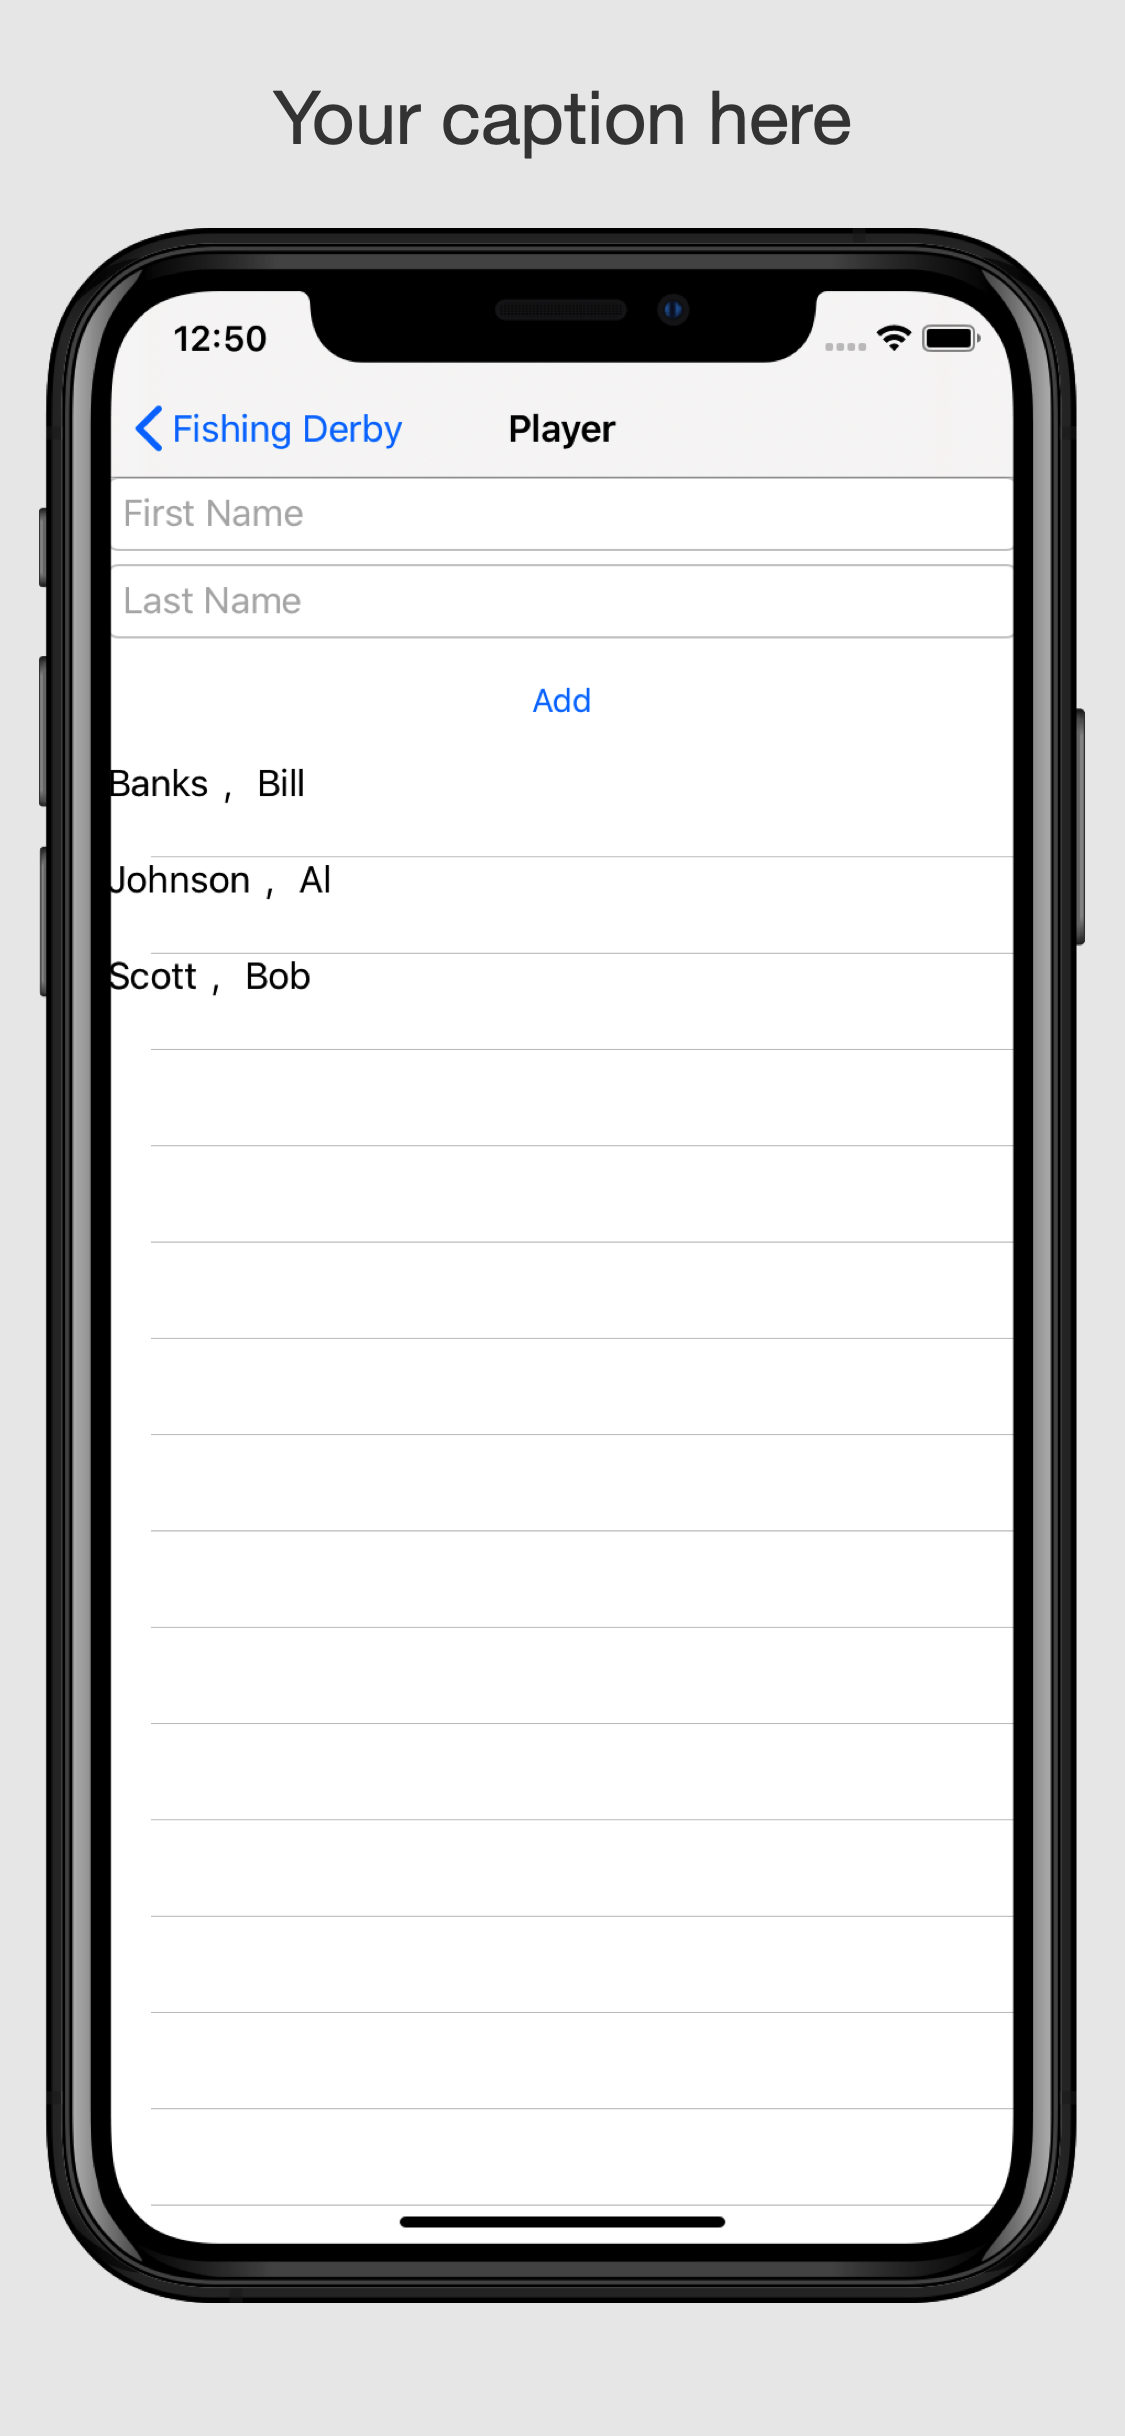 Your caption here
12:50
Fishing Derby Player
First Name
Last Name
Add
Banks , Bill
Johnson , Al
Scott , Bob